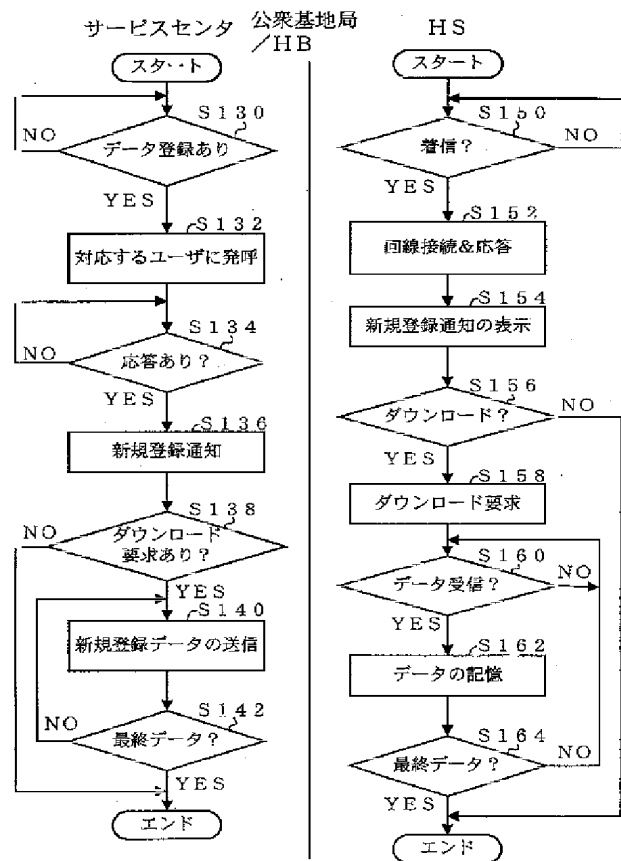 サービスセンタ
公衆基地局
／ＨＢ
ＨＳ
スタート
Ｓ１３０
データ登録あり
ＮＯ
ＹＥＳ
Ｓ１３２
対応するユーザに発呼
Ｓ１３４
応答あり？
ＮＯ
ＹＥＳ
Ｓ１３６
新規登録通知
Ｓ１３８
ダウンロード
要求あり？
ＮＯ
ＹＥＳ
Ｓ１４０
新規登録データの送信
Ｓ１４２
最終データ？
ＮＯ
ＹＥＳ
エンド
スタート
Ｓ１５０
着信？
ＮＯ
ＹＥＳ
Ｓ１５２
回線接続＆応答
Ｓ１５４
新規登録通知の表示
Ｓ１５６
ダウンロード？
ＮＯ
ＹＥＳ
Ｓ１５８
ダウンロード要求
Ｓ１６０
データ受信？
ＮＯ
ＹＥＳ
Ｓ１６２
データの記憶
Ｓ１６４
最終データ？
ＮＯ
ＹＥＳ
エンド